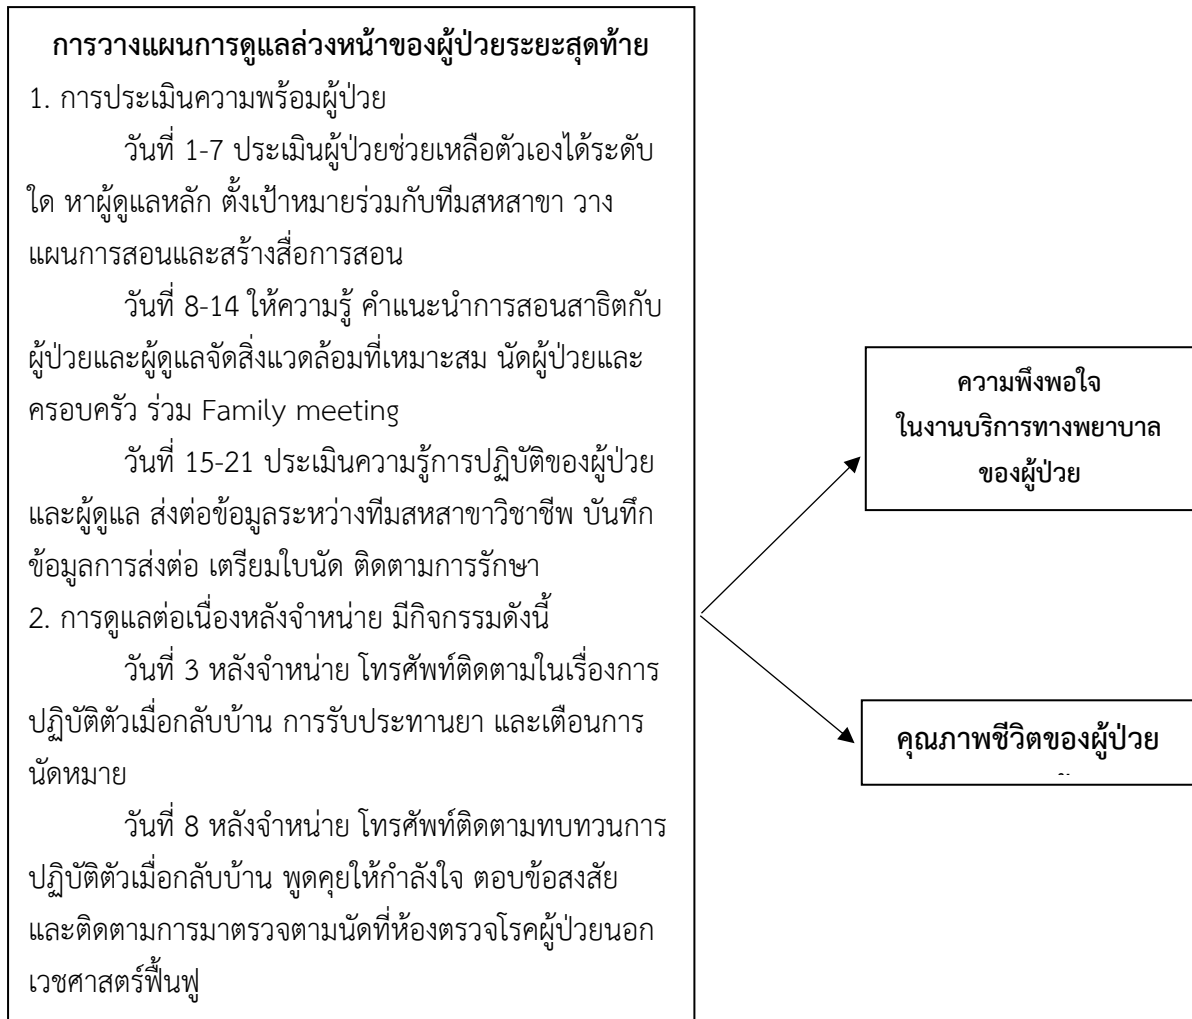 การวางแผนการดูแลล่วงหน้าของผู้ป่วยระยะสุดท้าย
1. การประเมินความพร้อมผู้ป่วย
วันที่ 1-7 ประเมินผู้ป่วยช่วยเหลือตัวเองได้ระดับ
ใด หาผู้ดูแลหลัก ตั้งเป้าหมายร่วมกับทีมสหสาขา วาง
แผนการสอนและสร้างสื่อการสอน
วันที่ 8-14 ให้ความรู้ คำแนะนำการสอนสาธิตกับ
ผู้ป่วยและผู้ดูแลจัดสิ่งแวดล้อมที่เหมาะสม นัดผู้ป่วยและ
ครอบครัว ร่วม Family meeting
วันที่ 15-21 ประเมินความรู้การปฏิบัติของผู้ป่วย
และผู้ดูแล ส่งต่อข้อมูลระหว่างทีมสหสาขาวิชาชีพ บันทึก
ข้อมูลการส่งต่อ เตรียมใบนัด ติดตามการรักษา
2. การดูแลต่อเนื่องหลังจำหน่าย มีกิจกรรมดังนี้
วันที่ 3 หลังจำหน่าย โทรศัพท์ติดตามในเรื่องการ
ปฏิบัติตัวเมื่อกลับบ้าน การรับประทานยา และเตือนการ
นัดหมาย
วันที่ 8 หลังจำหน่าย โทรศัพท์ติดตามทบทวนการ
ปฏิบัติตัวเมื่อกลับบ้าน พูดคุยให้กำลังใจ ตอบข้อสงสัย
และติดตามการมาตรวจตามนัดที่ห้องตรวจโรคผู้ป่วยนอก
เวชศาสตร์ฟื้นฟู
ความพึงพอใจ
ในงานบริการทางพยาบาล
ของผู้ป่วย
คุณภาพชีวิตของผู้ป่วย